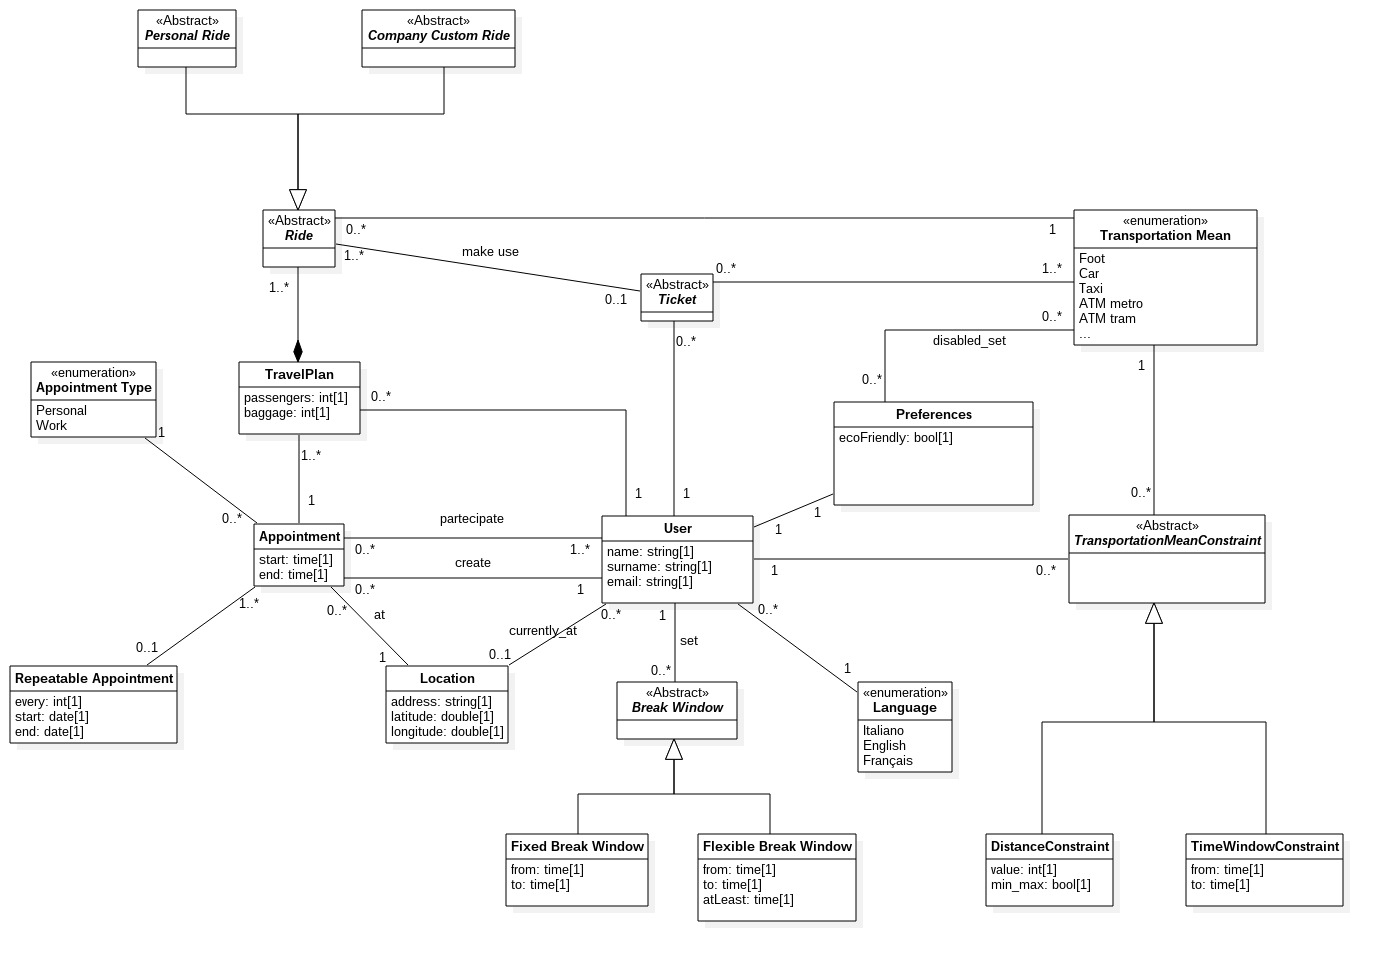 «Abstract»
Personal Ride
«Abstract»
Company Custom Ride
«Abstract»
Ride
0..*
1
1..*
make use
0..1
1..*
«Abstract»
Ticket
0..*
1..*
0..*
1
«enumeration»
Transportation Mean
Foot
Car
Taxi
ATM metro
ATM tram
...
0..*
disabled_set
0..*
1
0..*
«enumeration»
Appointment Type
Personal
Work
1
0..*
TravelPlan
passengers: int[1]
baggage: int[1]
0..*
1
1..*
1
Preferences
ecoFriendly: bool[1]
1
1
Appointment
start: time[1]
end: time[1]
partecipate
0..*
1..*
create
0..*
1
User
name: string[1]
surname: string[1]
email: string[1]
1
0..*
«Abstract»
TransportationMeanConstraint
1..*
0..1
0..*
at
1
currently_at
0..*
0..1
1
set
0..*
0..*
1
Repeatable Appointment
every: int[1]
start: date[1]
end: date[1]
Location
address: string[1]
latitude: double[1]
longitude: double[1]
«Abstract»
Break Window
«enumeration»
Language
Italiano
English
Français
Fixed Break Window
from: time[1]
to: time[1]
Flexible Break Window
from: time[1]
to: time[1]
atLeast: time[1]
DistanceConstraint
value: int[1]
min_max: bool[1]
TimeWindowConstraint
from: time[1]
to: time[1]